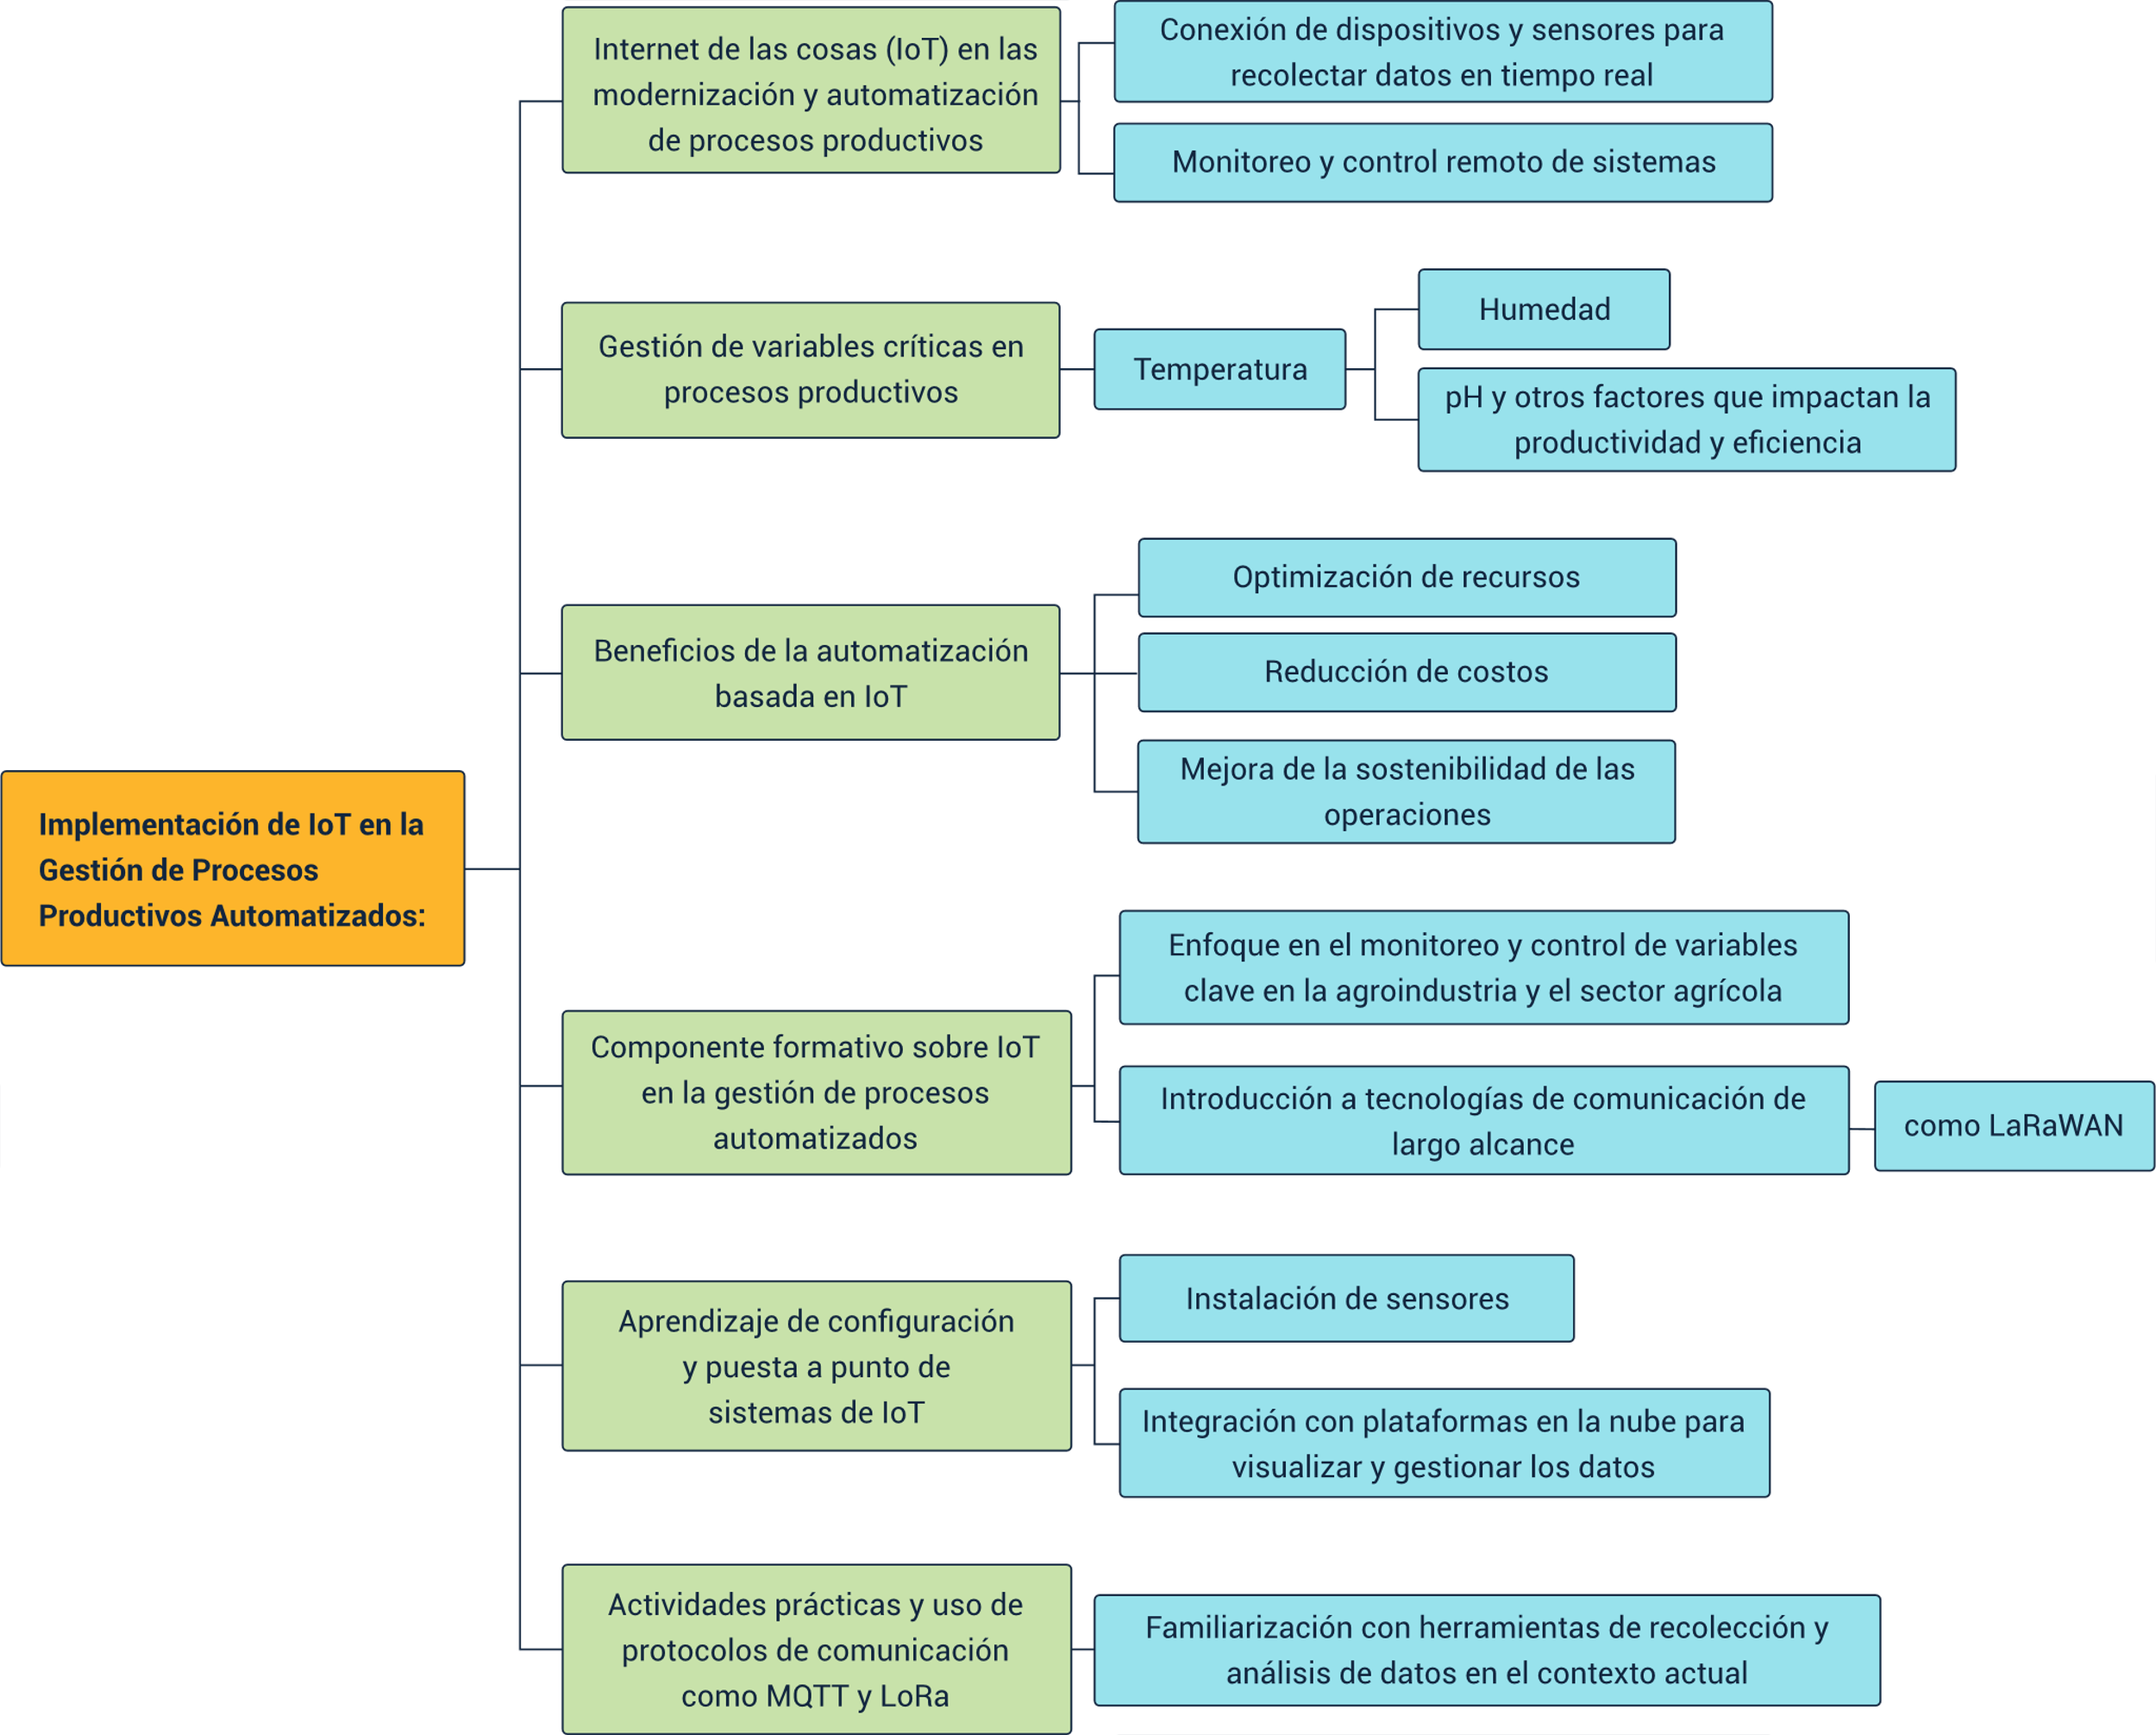 Implementación de IoT en la
Gestión de Procesos
Productivos Automatizados:
Internet de las cosas (IoT) en las
modernización y automatización
de procesos productivos
Conexión de dispositivos y sensores para
recolectar datos en tiempo real
Monitoreo y control remoto de sistemas
Gestión de variables críticas en
procesos productivos
Temperatura
Humedad
pH y otros factores que impactan la
productividad y eficiencia
Beneficios de la automatización
basada en IoT
Optimización de recursos
Reducción de costos
Mejora de la sostenibilidad de las
operaciones
Componente formativo sobre IoT
en la gestión de procesos
automatizados
Enfoque en el monitoreo y control de variables
clave en la agroindustria y el sector agrícola
Introducción a tecnologías de comunicación de
largo alcance
como LaRaWAN
Aprendizaje de configuración
y puesta a punto de
sistemas de IoT
Instalación de sensores
Integración con plataformas en la nube para
visualizar y gestionar los datos
Actividades prácticas y uso de
protocolos de comunicación
como MQTT y LoRa
Familiarización con herramientas de recolección y
análisis de datos en el contexto actual